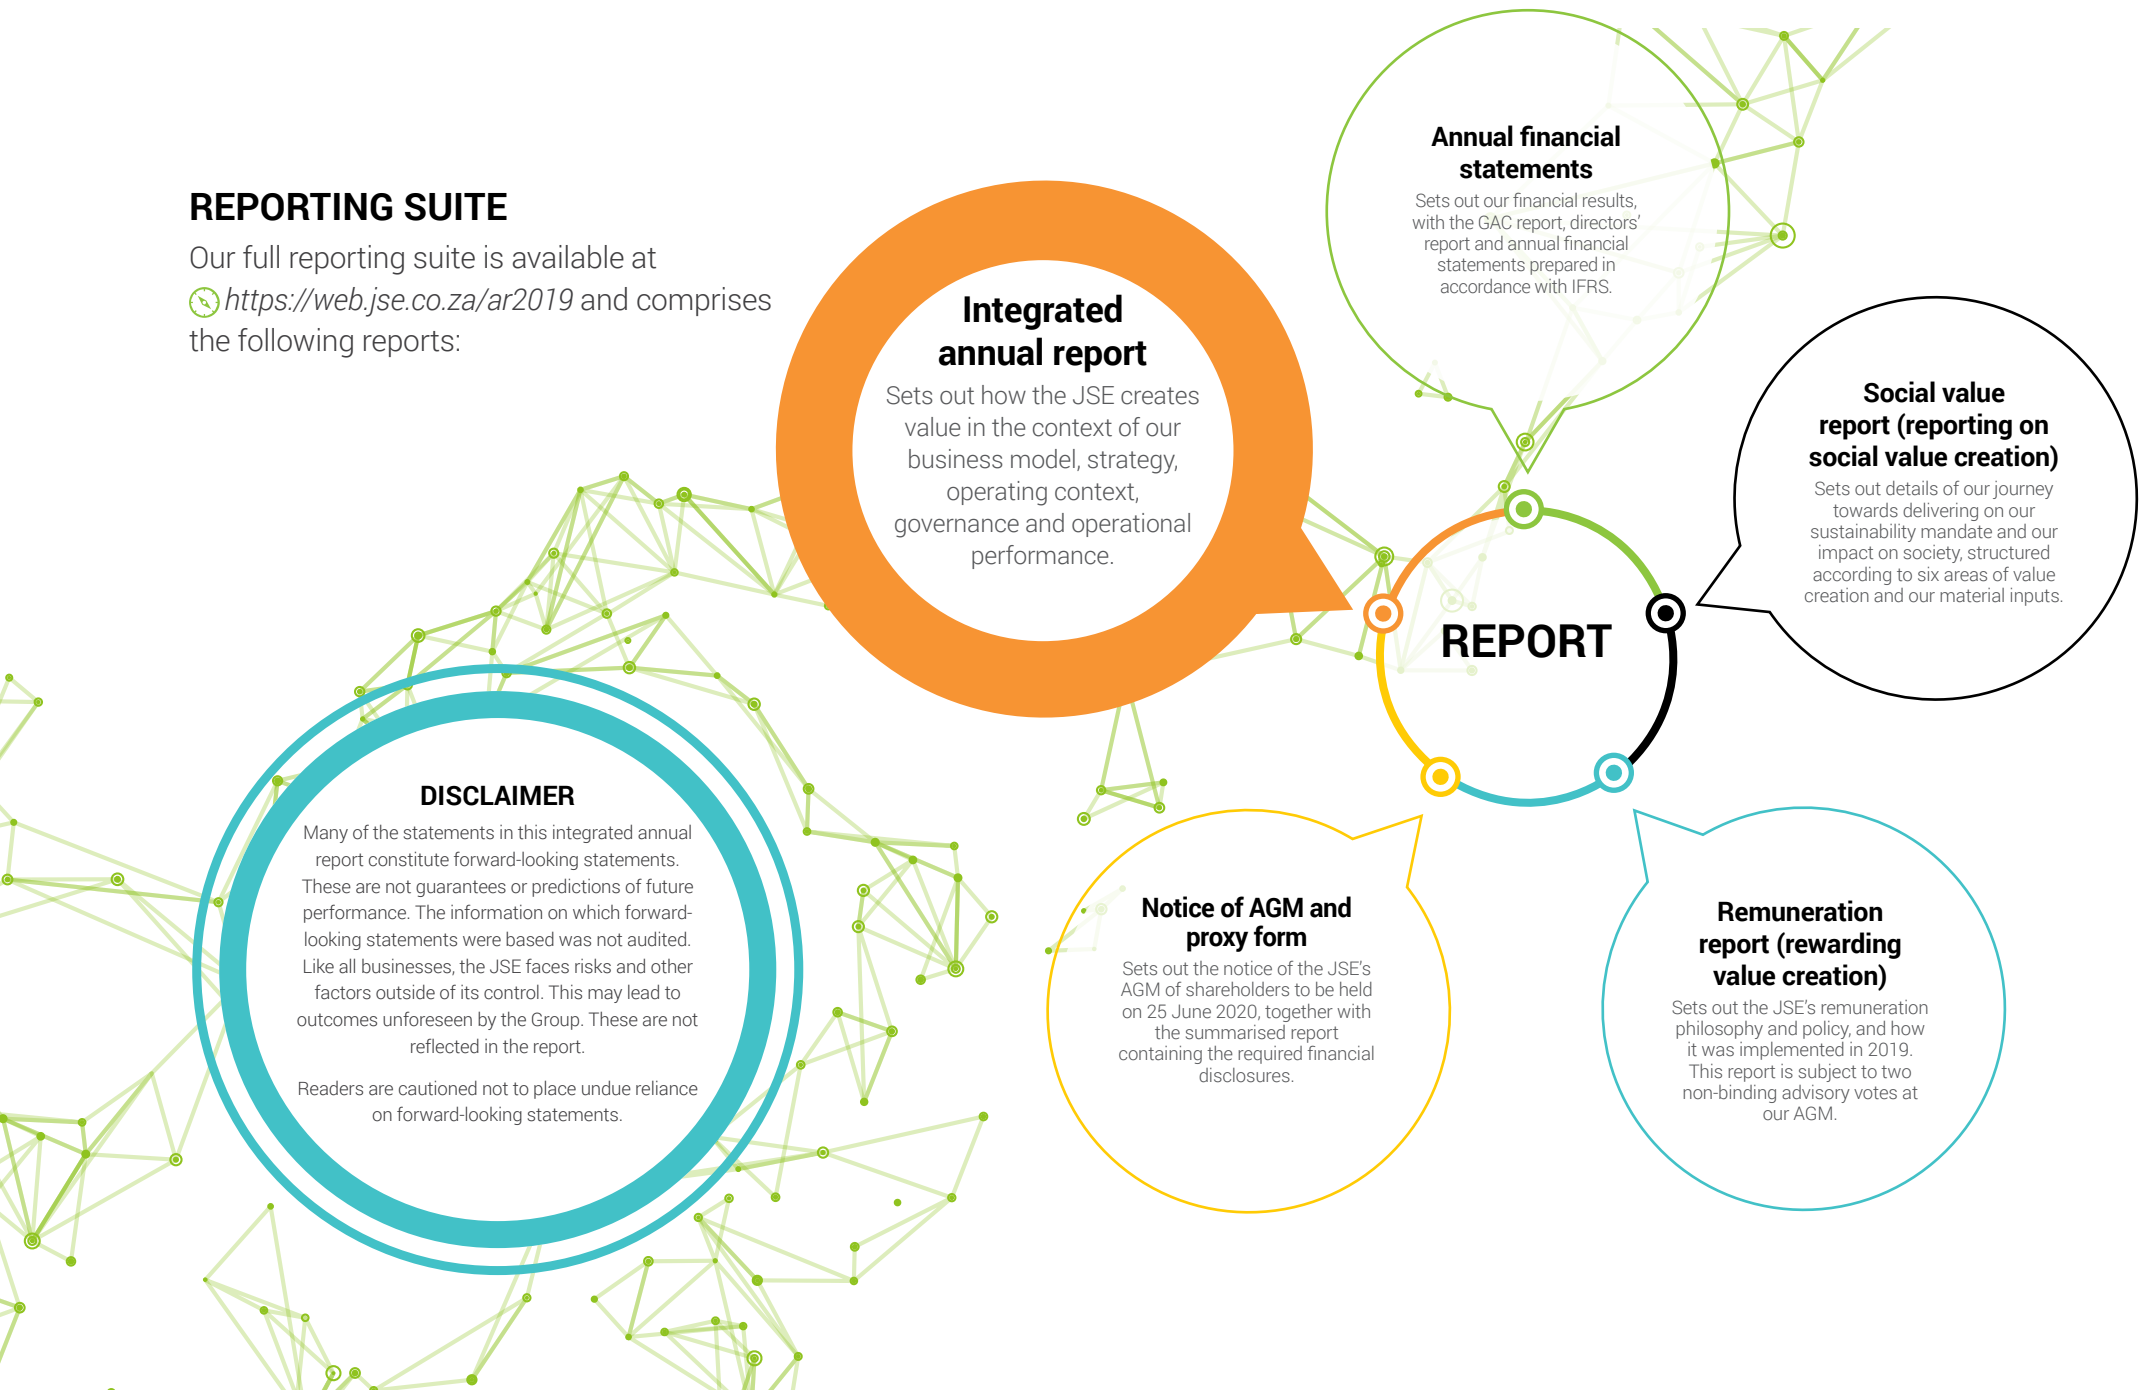 REPORTING SUITE
Our full reporting suite is available at
https://web.jse.co.za/ar2019 and comprises
the following reports:
Integrated
annual report
Sets out how the JSE creates
value in the context of our
business model, strategy,
operating context,
governance and operational
performance.
Annual financial
statements
Sets out our financial results,
with the GAC report, directors’
report and annual financial
statements prepared in
accordance with IFRS.
Social value
report (reporting on
social value creation)
Sets out details of our journey
towards delivering on our
sustainability mandate and our
impact on society, structured
according to six areas of value
creation and our material inputs.
REPORT
DISCLAIMER
Many of the statements in this integrated annual
report constitute forward-looking statements.
These are not guarantees or predictions of future
performance. The information on which forward-
looking statements were based was not audited.
Like all businesses, the JSE faces risks and other
factors outside of its control. This may lead to
outcomes unforeseen by the Group. These are not
reflected in the report.
Readers are cautioned not to place undue reliance
on forward-looking statements.
Notice of AGM and
proxy form
Sets out the notice of the JSE’s
AGM of shareholders to be held
on 25 June 2020, together with
the summarised report
containing the required financial
disclosures.
Remuneration
report (rewarding
value creation)
Sets out the JSE’s remuneration
philosophy and policy, and how
it was implemented in 2019.
This report is subject to two
non-binding advisory votes at
our AGM.